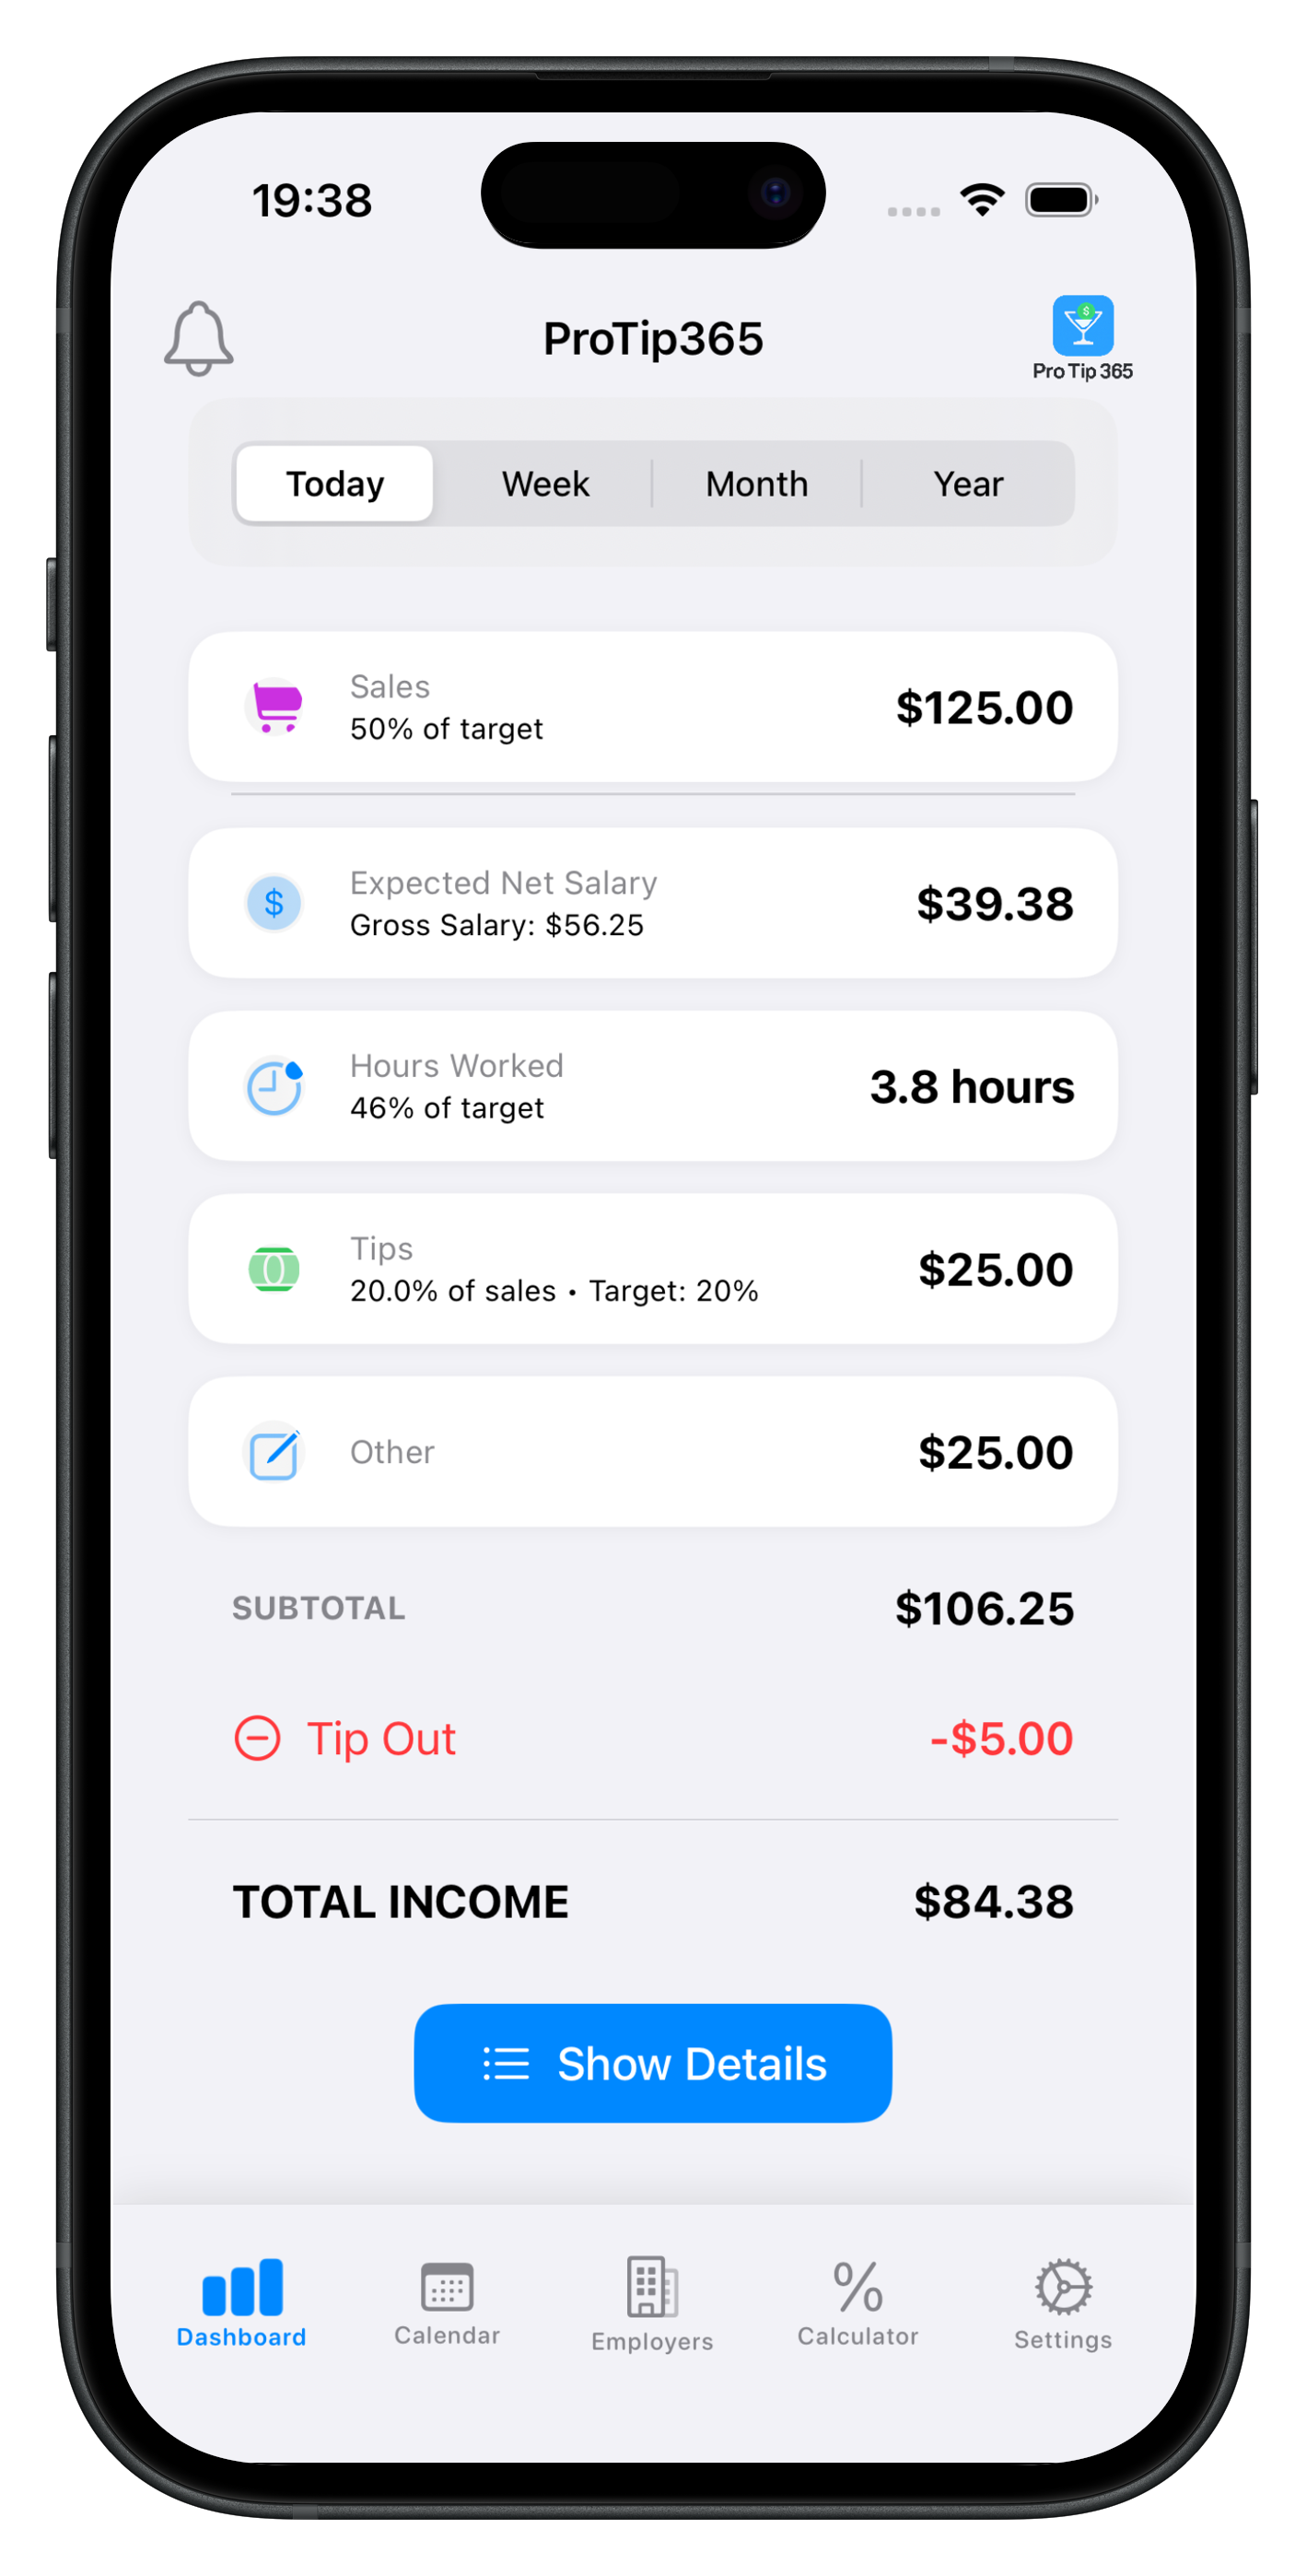 19:38
ProTip365
$
Pro Tip 365
Today
Week
Month
Year
Sales
50% of target
$125.00
$
Expected Net Salary
Gross Salary: $56.25
$39.38
Hours Worked
46% of target
3.8 hours
Tips
20.0% of sales • Target: 20%
$25.00
Other
$25.00
SUBTOTAL
$106.25
Tip Out
-$5.00
TOTAL INCOME
$84.38
Show Details
%
Dashboard
Calendar
Employers
Calculator
Settings